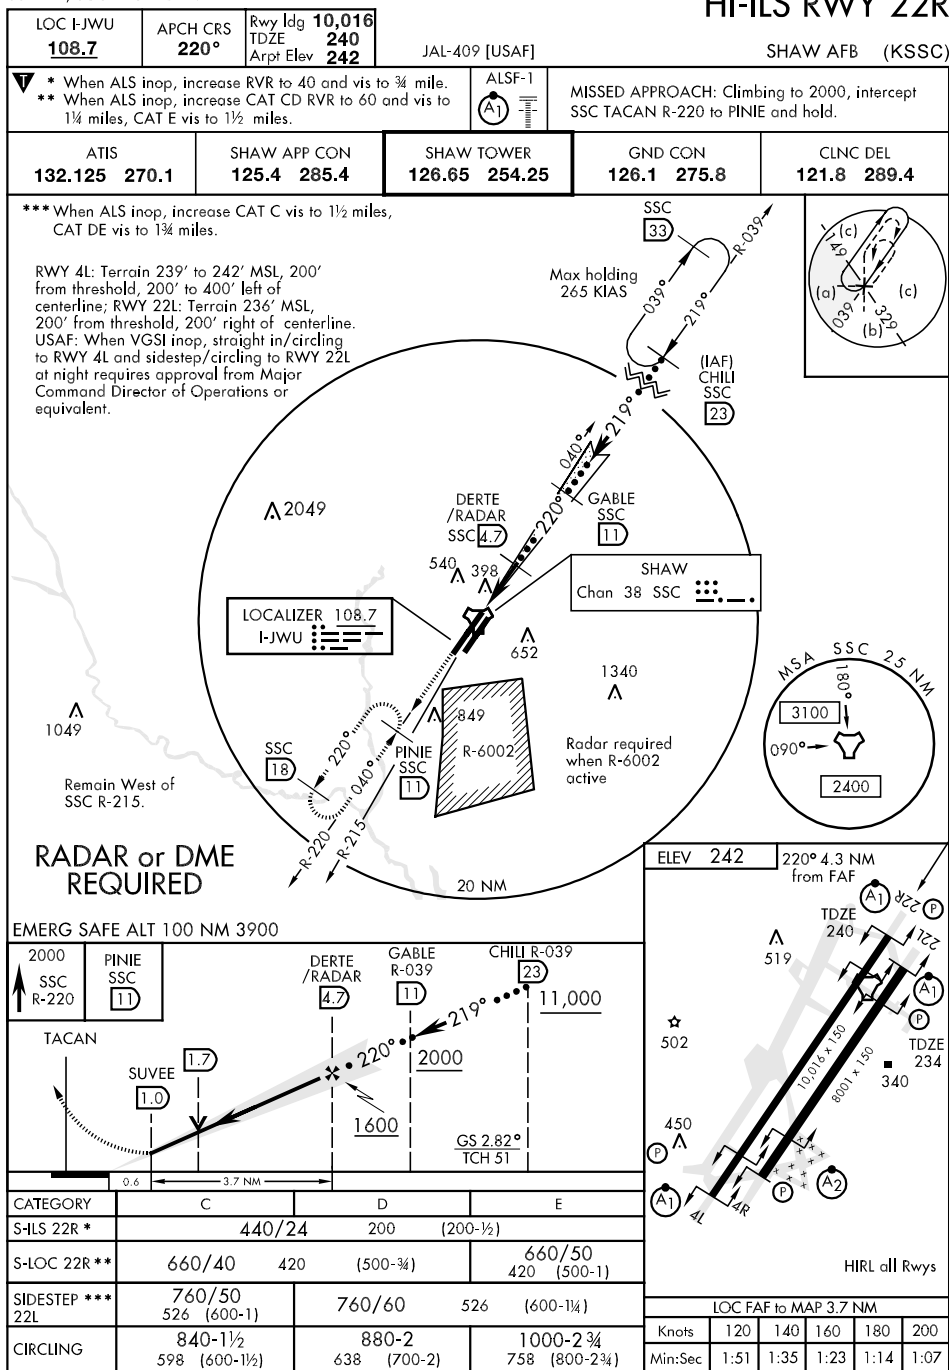 HI-ILS RWY 22R
LOC I-JWU
108.7
APCH CRS
220°
Rwy ldg 10,016
TDZE 240
Arpt Elev 242
JAL-409 [USAF]
SHAW AFB (KSSC)
T
* When ALS inop, increase RVR to 40 and vis to ¾ mile.
** When ALS inop, increase CAT CD RVR to 60 and vis to
1¼ miles, CAT E vis to 1½ miles.
ALSF-1
A1
MISSED APPROACH: Climbing to 2000, intercept
SSC TACAN R-220 to PINIE and hold.
ATIS
132.125 270.1
SHAW APP CON
125.4 285.4
SHAW TOWER
126.65 254.25
GND CON
126.1 275.8
CLNC DEL
121.8 289.4
*** When ALS inop, increase CAT C vis to 1½ miles,
CAT DE vis to 1¾ miles.
RWY 4L: Terrain 239' to 242' MSL, 200'
from threshold, 200' to 400' left of
centerline; RWY 22L: Terrain 236' MSL,
200' from threshold, 200' right of centerline.
USAF: When VGSI inop, straight in/circling
to RWY 4L and sidestep/circling to RWY 22L
at night requires approval from Major
Command Director of Operations or
equivalent.
SSC
33
R-039
Max holding
265 KIAS
039°
219°
(IAF)
CHILI
SSC
23
(c)
149
(a)
(c)
039
329
(b)
219°
040°
220°
GABLE
SSC
11
DERTE
/RADAR
SSC 4.7
2049
540
398
SHAW
Chan 38 SSC
LOCALIZER 108.7
I-JWU
652
1340
849
R-6002
Radar required
when R-6002
active
1049
Remain West of
SSC R-215.
SSC
18
220°
040°
PINIE
SSC
11
R-220
R-215
20 NM
MSA SSC 25 NM
180°
3100
090°
2400
RADAR or DME
REQUIRED
EMERG SAFE ALT 100 NM 3900
2000
SSC
R-220
PINIE
SSC
11
DERTE
/RADAR
4.7
GABLE
R-039
11
CHILI R-039
23
11,000
219°
220°
2000
1600
TACAN
SUVEE
1.0
1.7
GS 2.82°
TCH 51
0.6
3.7 NM
ELEV 242
220° 4.3 NM
from FAF
A1
22R
P
TDZE
240
22L
519
A1
P
TDZE
234
502
10,016 x 150
8001 x 150
340
450
P
A1
4L
4R
P
A2
HIRL all Rwys
CATEGORY C D E
S-ILS 22R * 440/24 200 (200-½)
S-LOC 22R ** 660/40 420 (500-¾) 660/50
420 (500-1)
SIDESTEP *** 22L 760/50
526 (600-1) 760/60 526 (600-1¼)
CIRCLING 840-1½ 880-2 1000-2¾
598 (600-1½) 638 (700-2) 758 (800-2¾)
LOC FAF to MAP 3.7 NM
Knots 120 140 160 180 200
Min:Sec 1:51 1:35 1:23 1:14 1:07